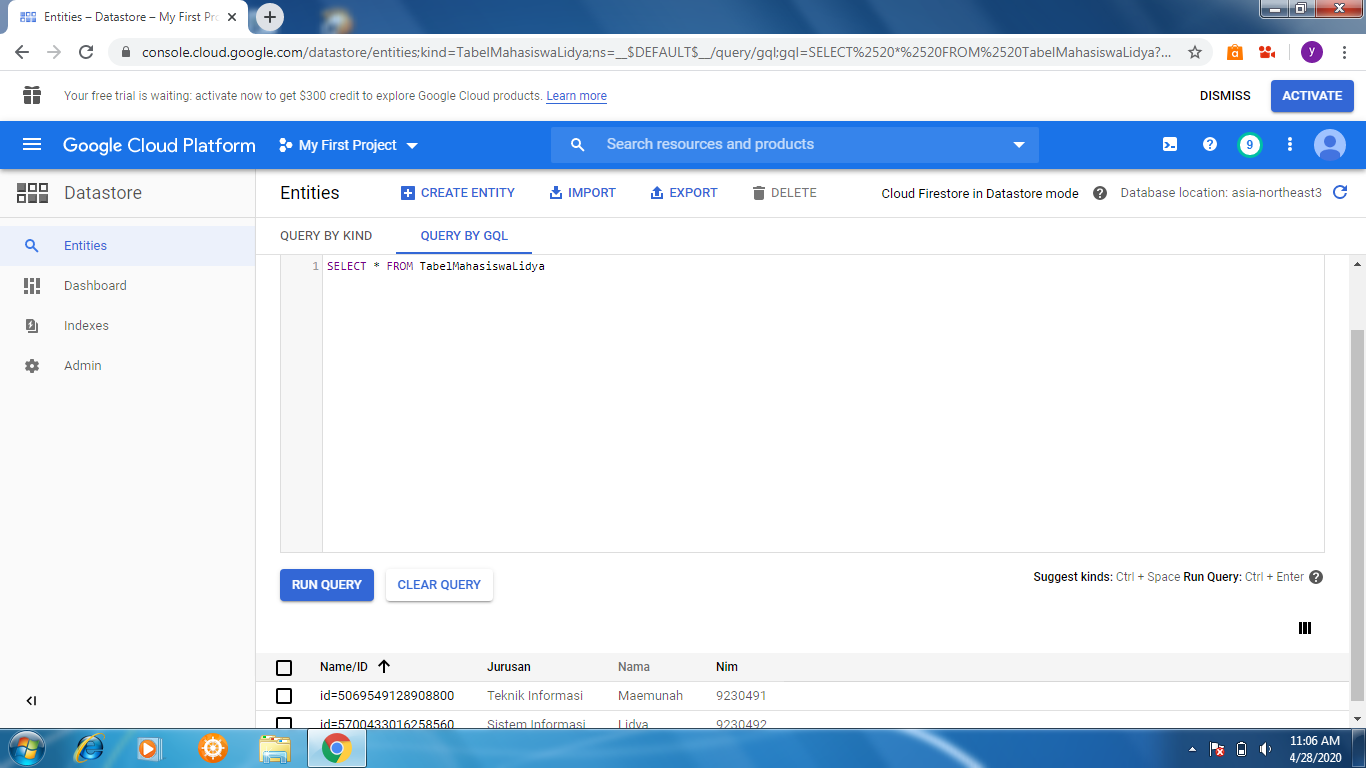 Entities – Datastore – My First Pr
console.cloud.google.com/datastore/entities;kind=TabelMahasiswaLidya;ns=__$DEFAULT$__/query/gql;gql=SELECT%2520*%2520FROM%2520TabelMahasiswaLidya?...
y
Your free trial is waiting: activate now to get $300 credit to explore Google Cloud products. Learn more
DISMISS
ACTIVATE
Google Cloud Platform
My First Project
Search resources and products
9
Datastore
Entities
CREATE ENTITY
IMPORT
EXPORT
DELETE
Cloud Firestore in Datastore mode
Database location: asia-northeast3
Entities
Dashboard
Indexes
Admin
QUERY BY KIND
QUERY BY GQL
1 SELECT * FROM TabelMahasiswaLidya
RUN QUERY
CLEAR QUERY
Suggest kinds: Ctrl + Space Run Query: Ctrl + Enter
Name/ID Jurusan Nama Nim
id=5069549128908800 Teknik Informasi Maemunah 9230491
id=5700433016258560 Sistem Informasi Lidya 9230492
11:06 AM
4/28/2020